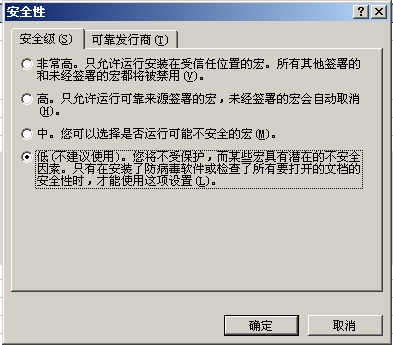 安全性
安全级(S)
可靠发行商(T)
非常高。只允许运行安装在受信任位置的宏。所有其他签署的
和未经签署的宏都将被禁用(V)。
高。只允许运行可靠来源签署的宏，未经签署的宏会自动取消
(H)。
中。您可以选择是否运行可能不安全的宏(M)。
低(不建议使用)。您将不受保护，而某些宏具有潜在的不安全
因素。只有在安装了防病毒软件或检查了所有要打开的文档的
安全性时，才能使用这项设置(L)。
确定
取消